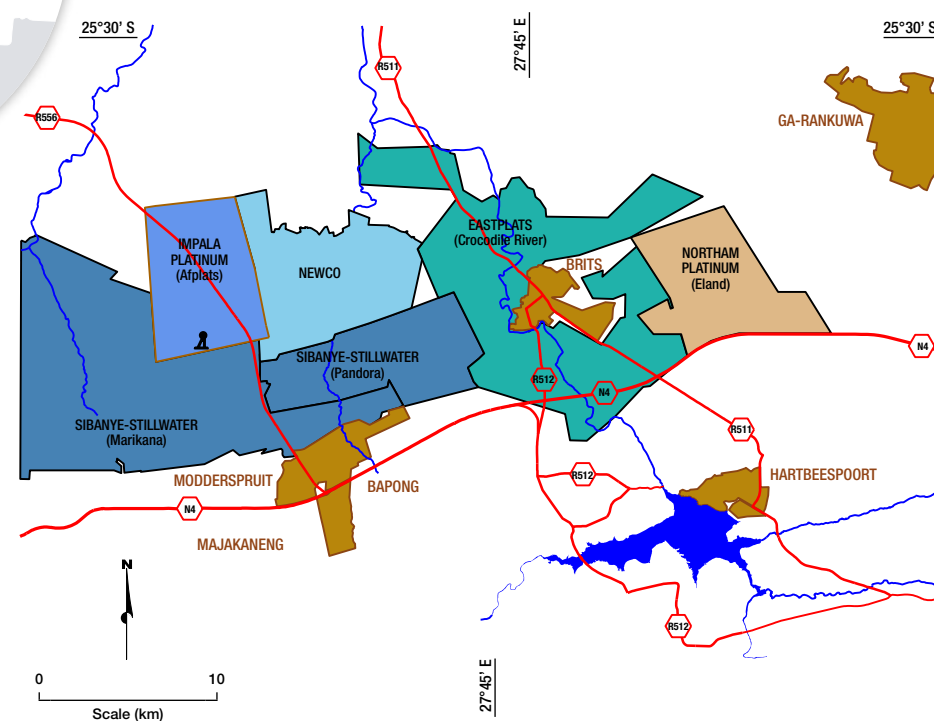 25°30' S
27°45' E
25°30' S
R511
R556
GA-RANKUWA
IMPALA
PLATINUM
(Afplats)
NEWCO
EASTPLATS
(Crocodile River)
BRITS
NORTHAM
PLATINUM
(Eland)
N4
SIBANYE-STILLWATER
(Pandora)
R512
N4
SIBANYE-STILLWATER
(Marikana)
R511
MODDERSPRUIT
BAPONG
R512
HARTBEESPOORT
N4
MAJAKANENG
N
R512
27°45' E
0 10
Scale (km)